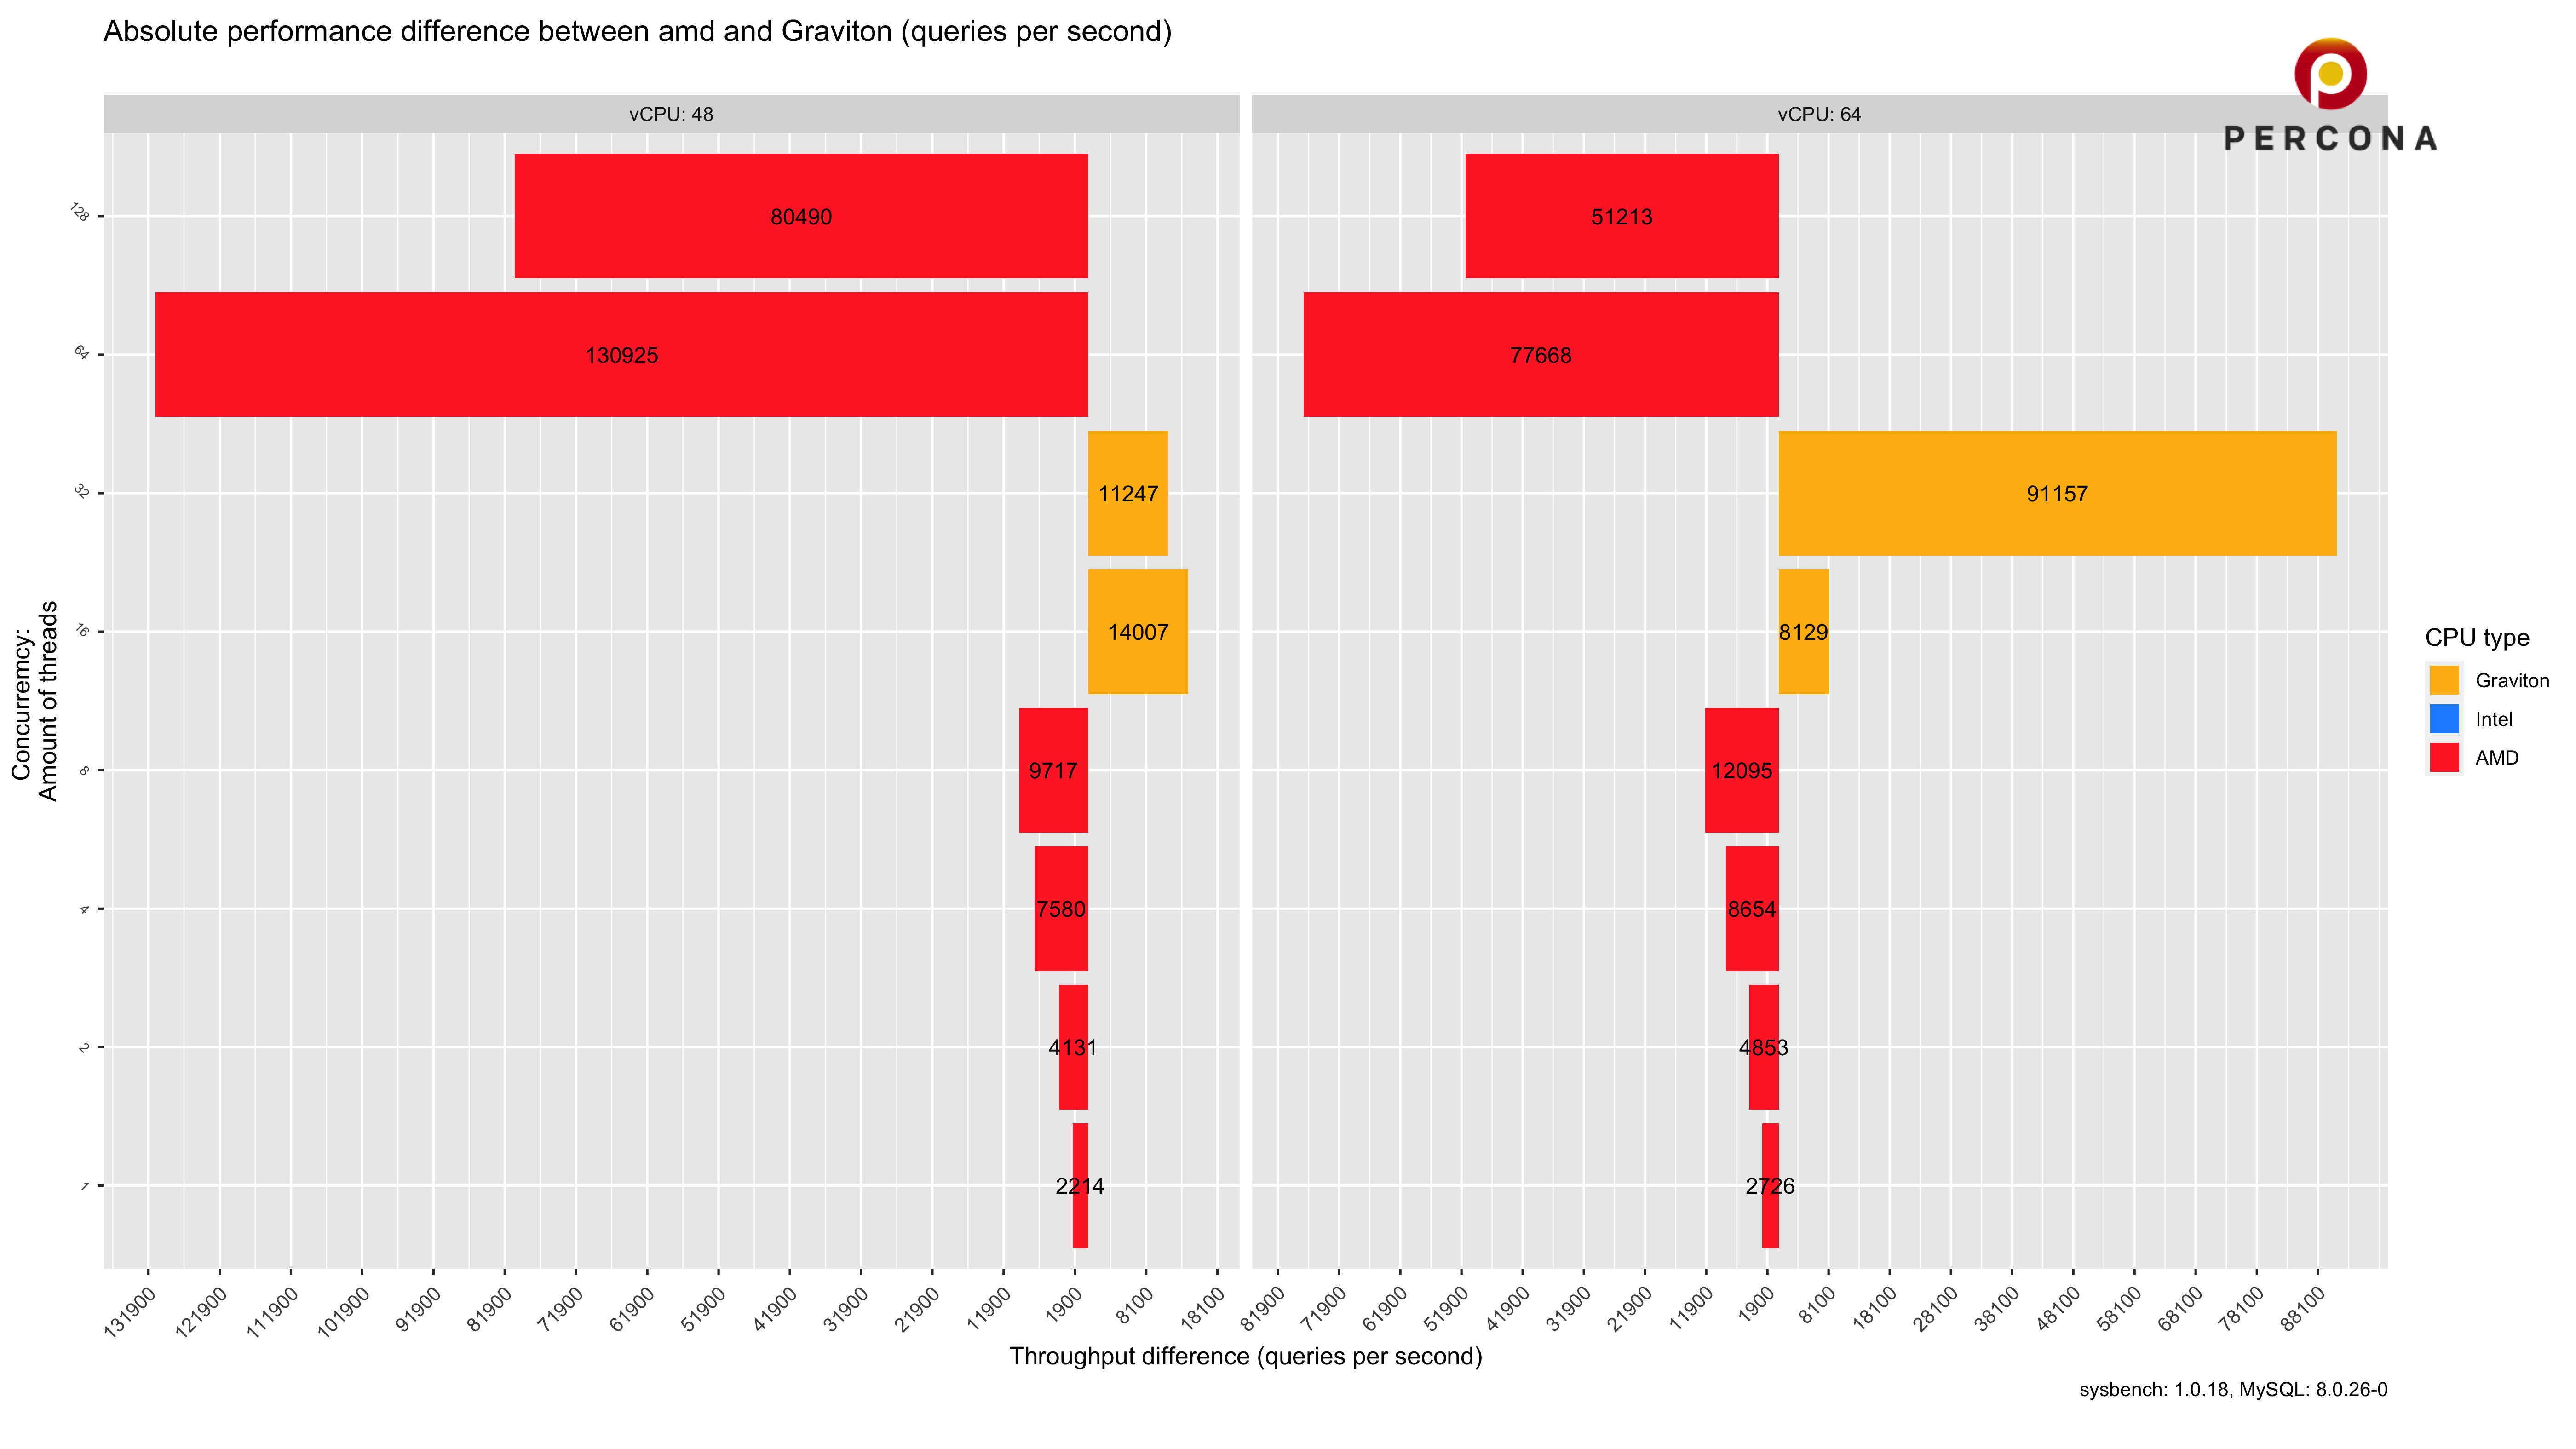 Absolute performance difference between amd and Graviton (queries per second)
PERCONA
vCPU: 48
vCPU: 64
128
80490
51213
64
130925
77668
32
11247
91157
16
14007
8129
8
9717
12095
4
7580
8654
2
4131
4853
1
2214
2726
Concurremcy:
Amount of threads
CPU type
Graviton
Intel
AMD
131900 121900 111900 101900 91900 81900 71900 61900 51900 41900 31900 21900 111900 1900 8100 18100
81900 71900 61900 51900 41900 31900 21900 111900 1900 8100 18100 28100 38100 48100 58100 68100 78100 88100
Throughput difference (queries per second)
sysbench: 1.0.18, MySQL: 8.0.26-0